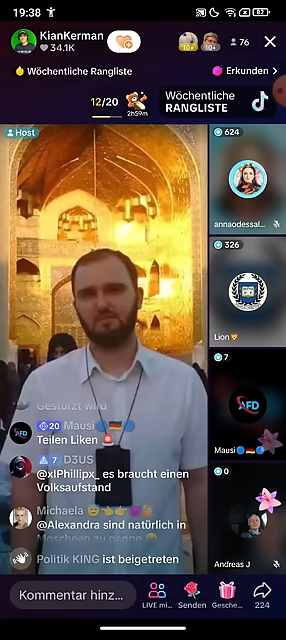 19:38
82
KianKerman
34.1K
10+
10+
76
Wöchentliche Rangliste
Erkunden >
12/20
2h59m
Wöchentliche
RANGLISTE
Host
624
annaodessal...
326
Lion
7
AFD
Mausi
0
Andreas J
Gestürzt wird
20 Mausi
Teilen Liken
AFD
7 D3US
@xlPhillipx_ es braucht einen
Volksaufstand
Michaela
@Alexandra sind natürlich in
Moscheen zu gange
Politik KING ist beigetreten
Kommentar hinz...
LIVE mi...
Senden
Gesche...
224